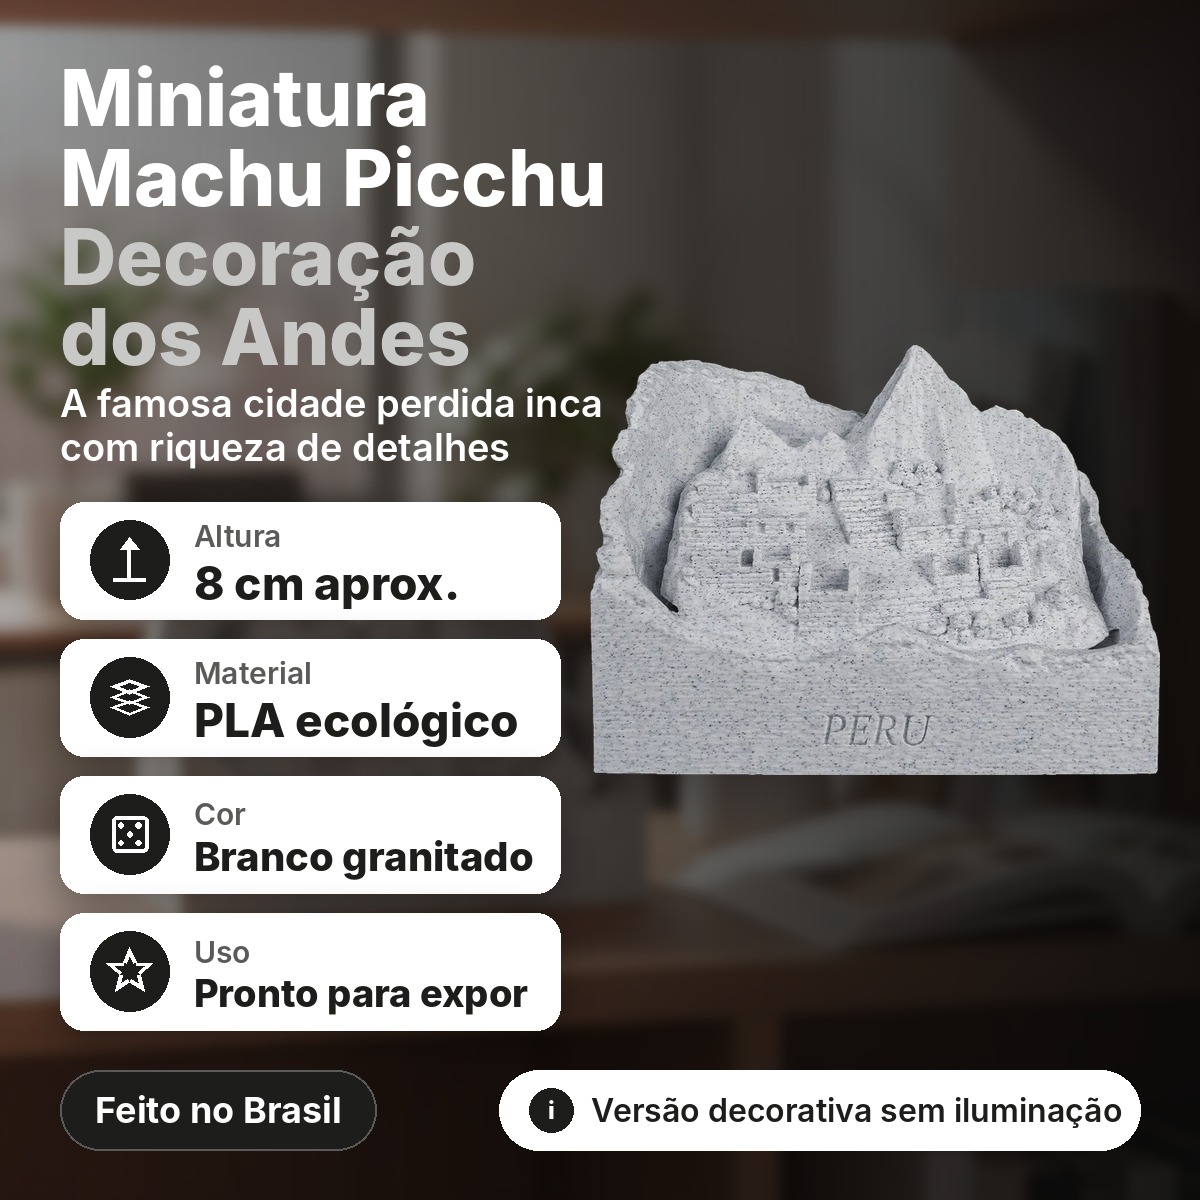 Miniatura
Machu Picchu
Decoração
dos Andes
A famosa cidade perdida inca
com riqueza de detalhes
Altura
8 cm aprox.
Material
PLA ecológico
Cor
Branco granitado
Uso
Pronto para expor
PERU
Feito no Brasil
i Versão decorativa sem iluminação